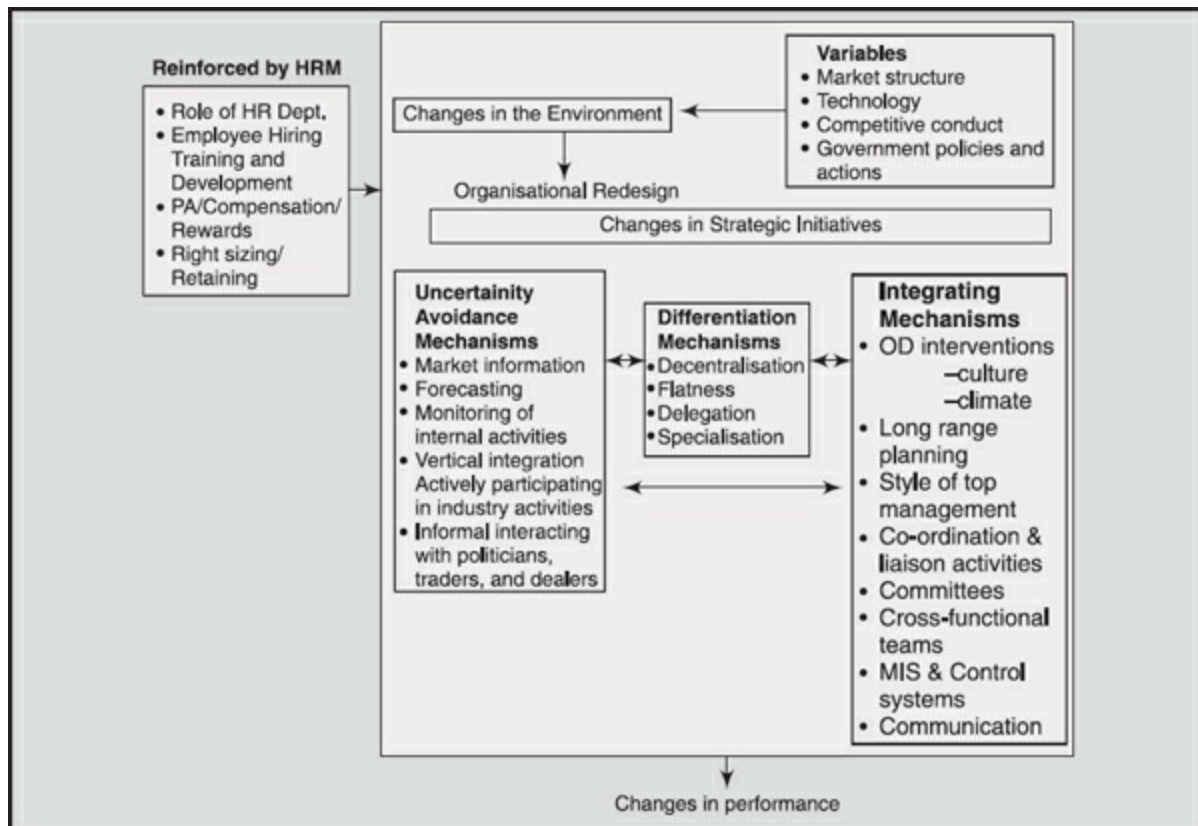 Reinforced by HRM
• Role of HR Dept.
• Employee Hiring
Training and
Development
• PA/Compensation/
Rewards
• Right sizing/
Retaining
Variables
• Market structure
• Technology
• Competitive conduct
• Government policies and
actions
Changes in the Environment
Organisational Redesign
Changes in Strategic Initiatives
Uncertainity
Avoidance
Mechanisms
• Market information
• Forecasting
• Monitoring of
internal activities
• Vertical integration
Actively participating
in industry activities
• Informal interacting
with politicians,
traders, and dealers
Differentiation
Mechanisms
•Decentralisation
•Flatness
•Delegation
•Specialisation
Integrating
Mechanisms
• OD interventions
–culture
–climate
• Long range
planning
• Style of top
management
• Co-ordination &
liaison activities
• Committees
• Cross-functional
teams
• MIS & Control
systems
• Communication
Changes in performance